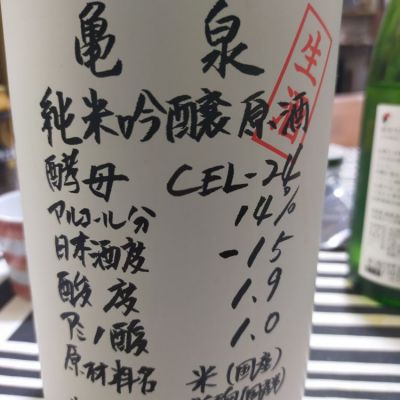 亀泉
生酒
純米吟醸原酒
酵母 CEL-24
アルコール分 14%
日本酒度 -15
酸度 1.9
アミノ酸 1.0
原材料名 米(国産)